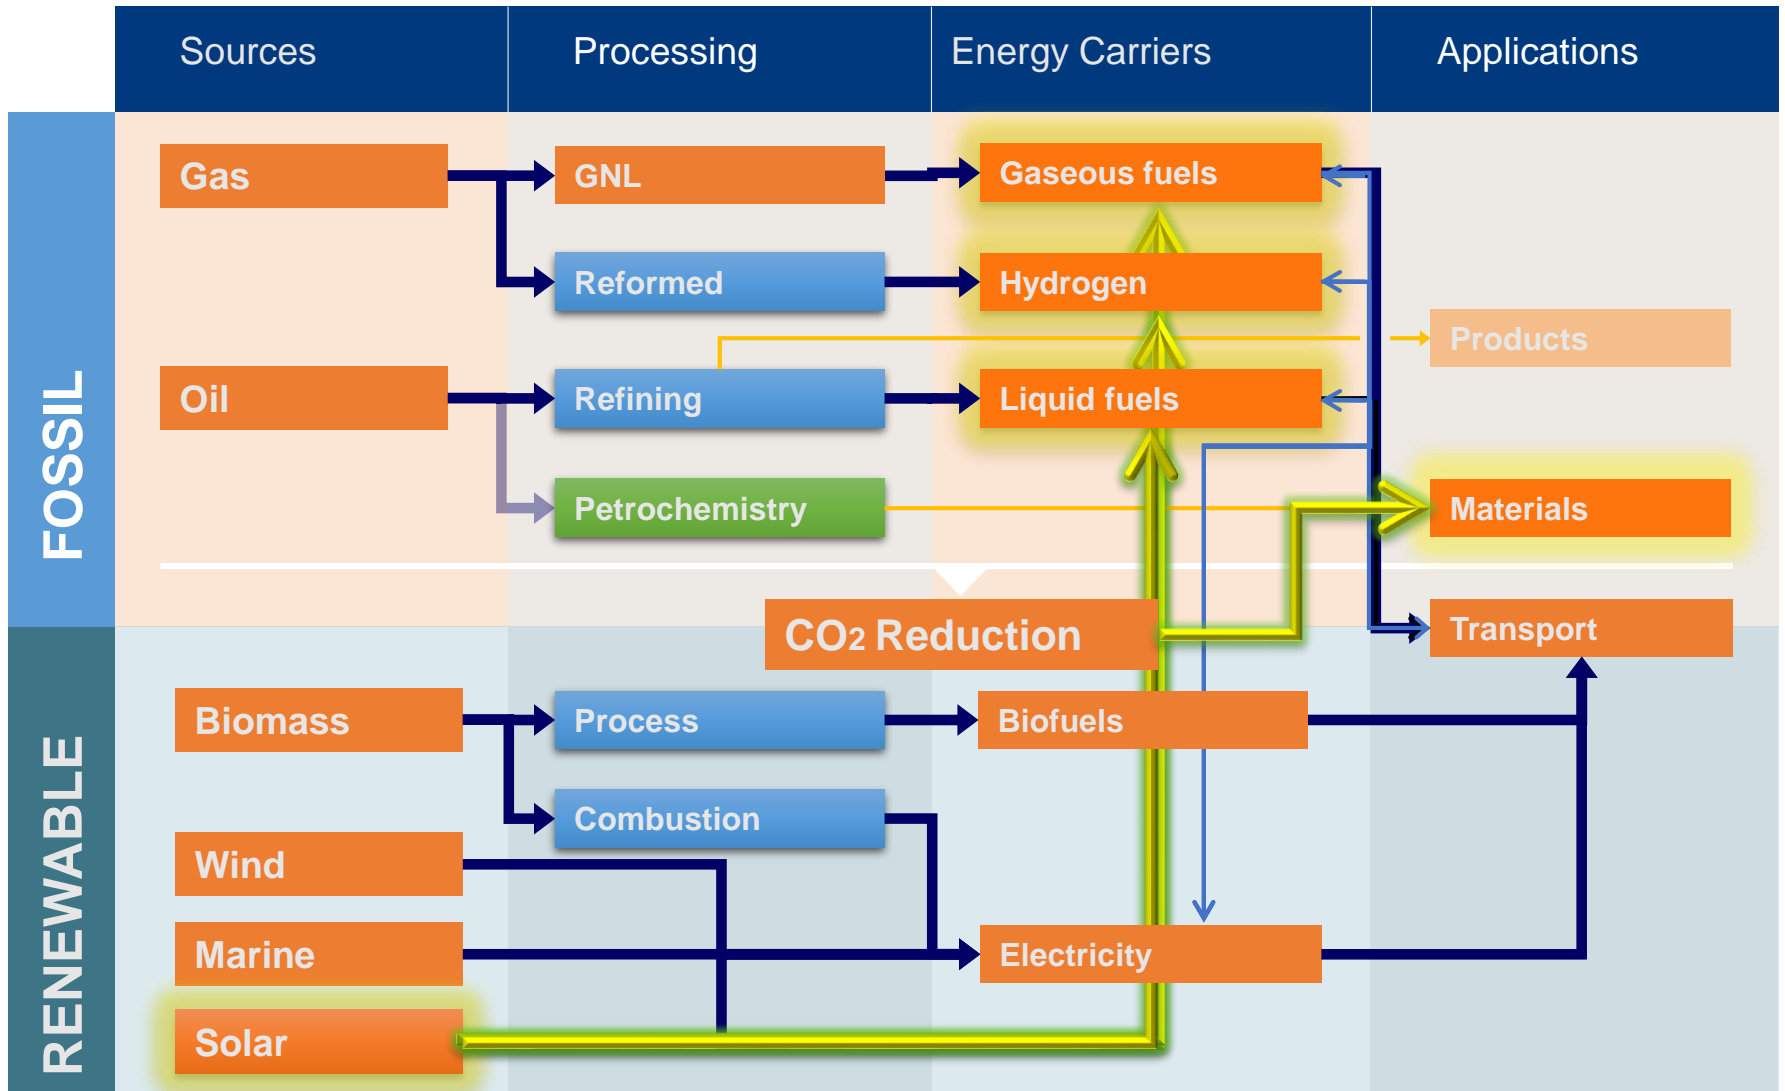 Sources
Processing
Energy Carriers
Applications
FOSSIL
Gas
GNL
Gaseous fuels
Reformed
Hydrogen
Products
Oil
Refining
Liquid fuels
Petrochemistry
Materials
CO2 Reduction
Transport
RENEWABLE
Biomass
Process
Biofuels
Combustion
Wind
Marine
Electricity
Solar